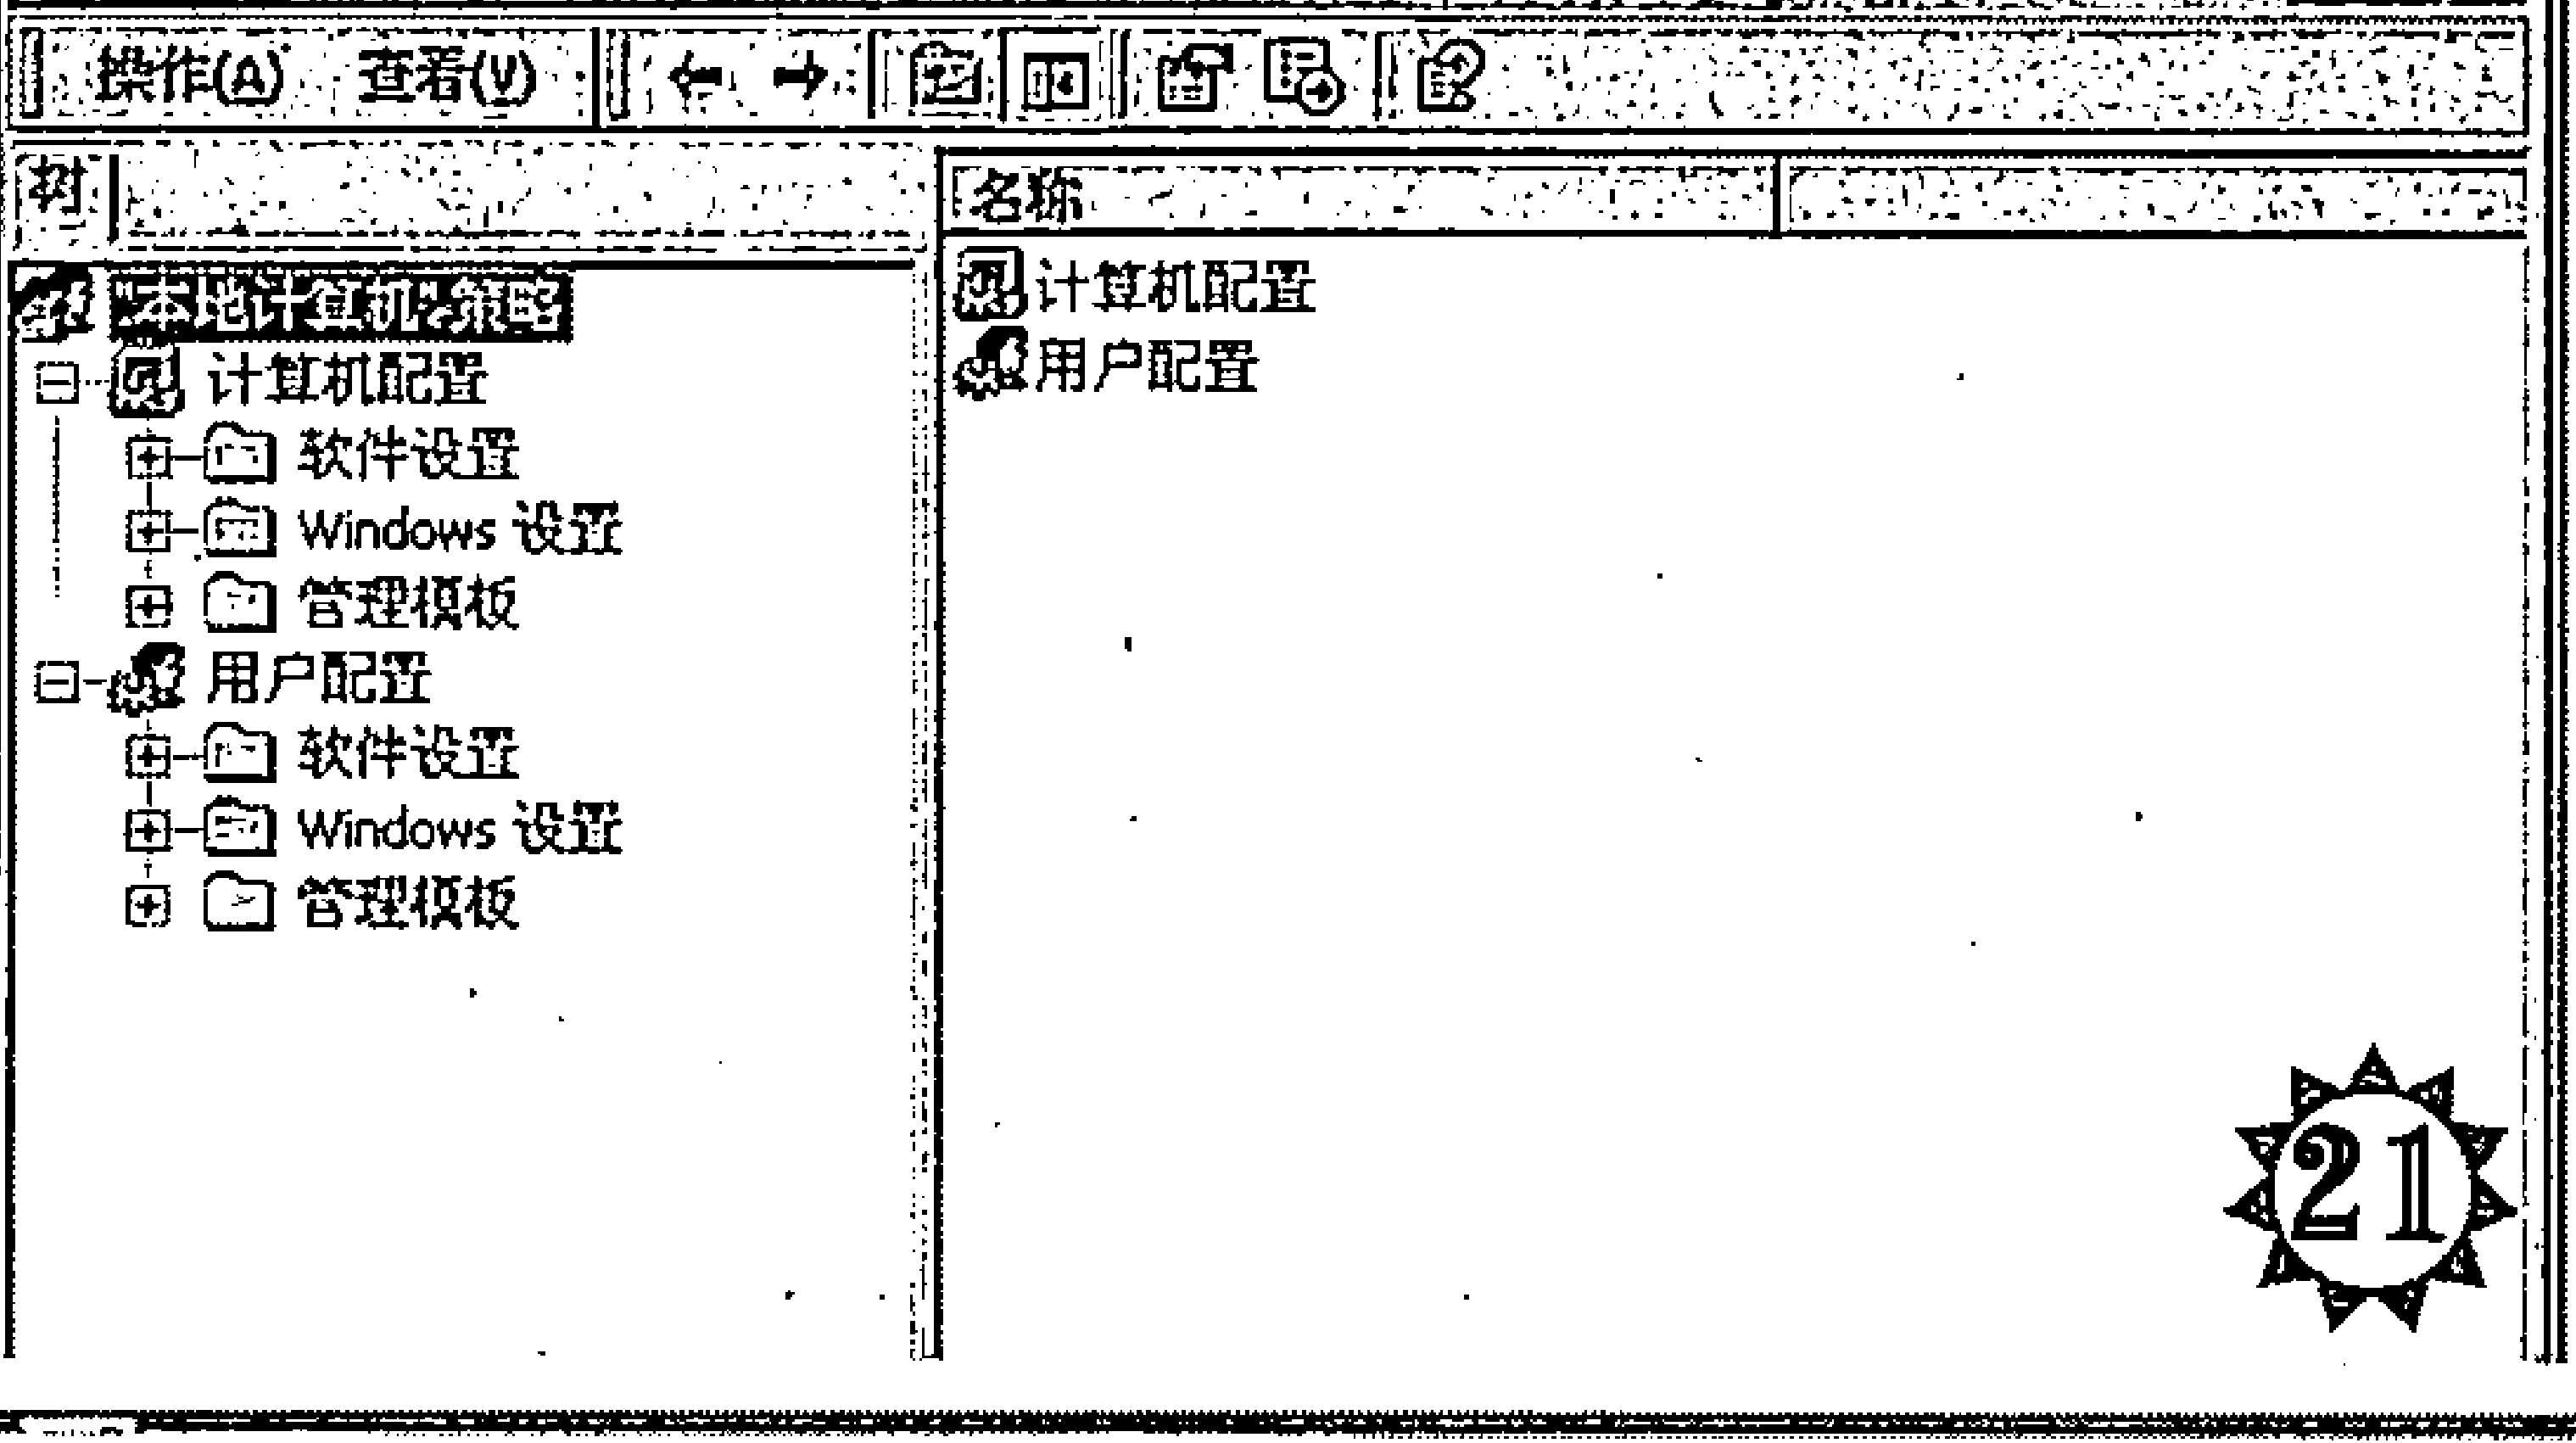 操作(A) 查看(V)
树
名称
"本地计算机"策略
计算机配置
软件设置
Windows 设置
管理模板
用户配置
软件设置
Windows 设置
管理模板
计算机配置
用户配置
21